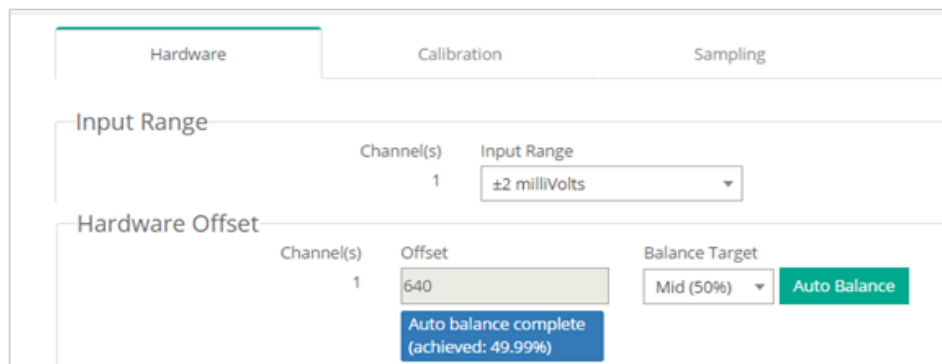 Hardware Calibration Sampling
Input Range
Channel(s) Input Range
1 ±2 milliVolts
Hardware Offset
Channel(s) Offset Balance Target
1 640 Mid (50%) Auto Balance
Auto balance complete
(achieved: 49.99%)